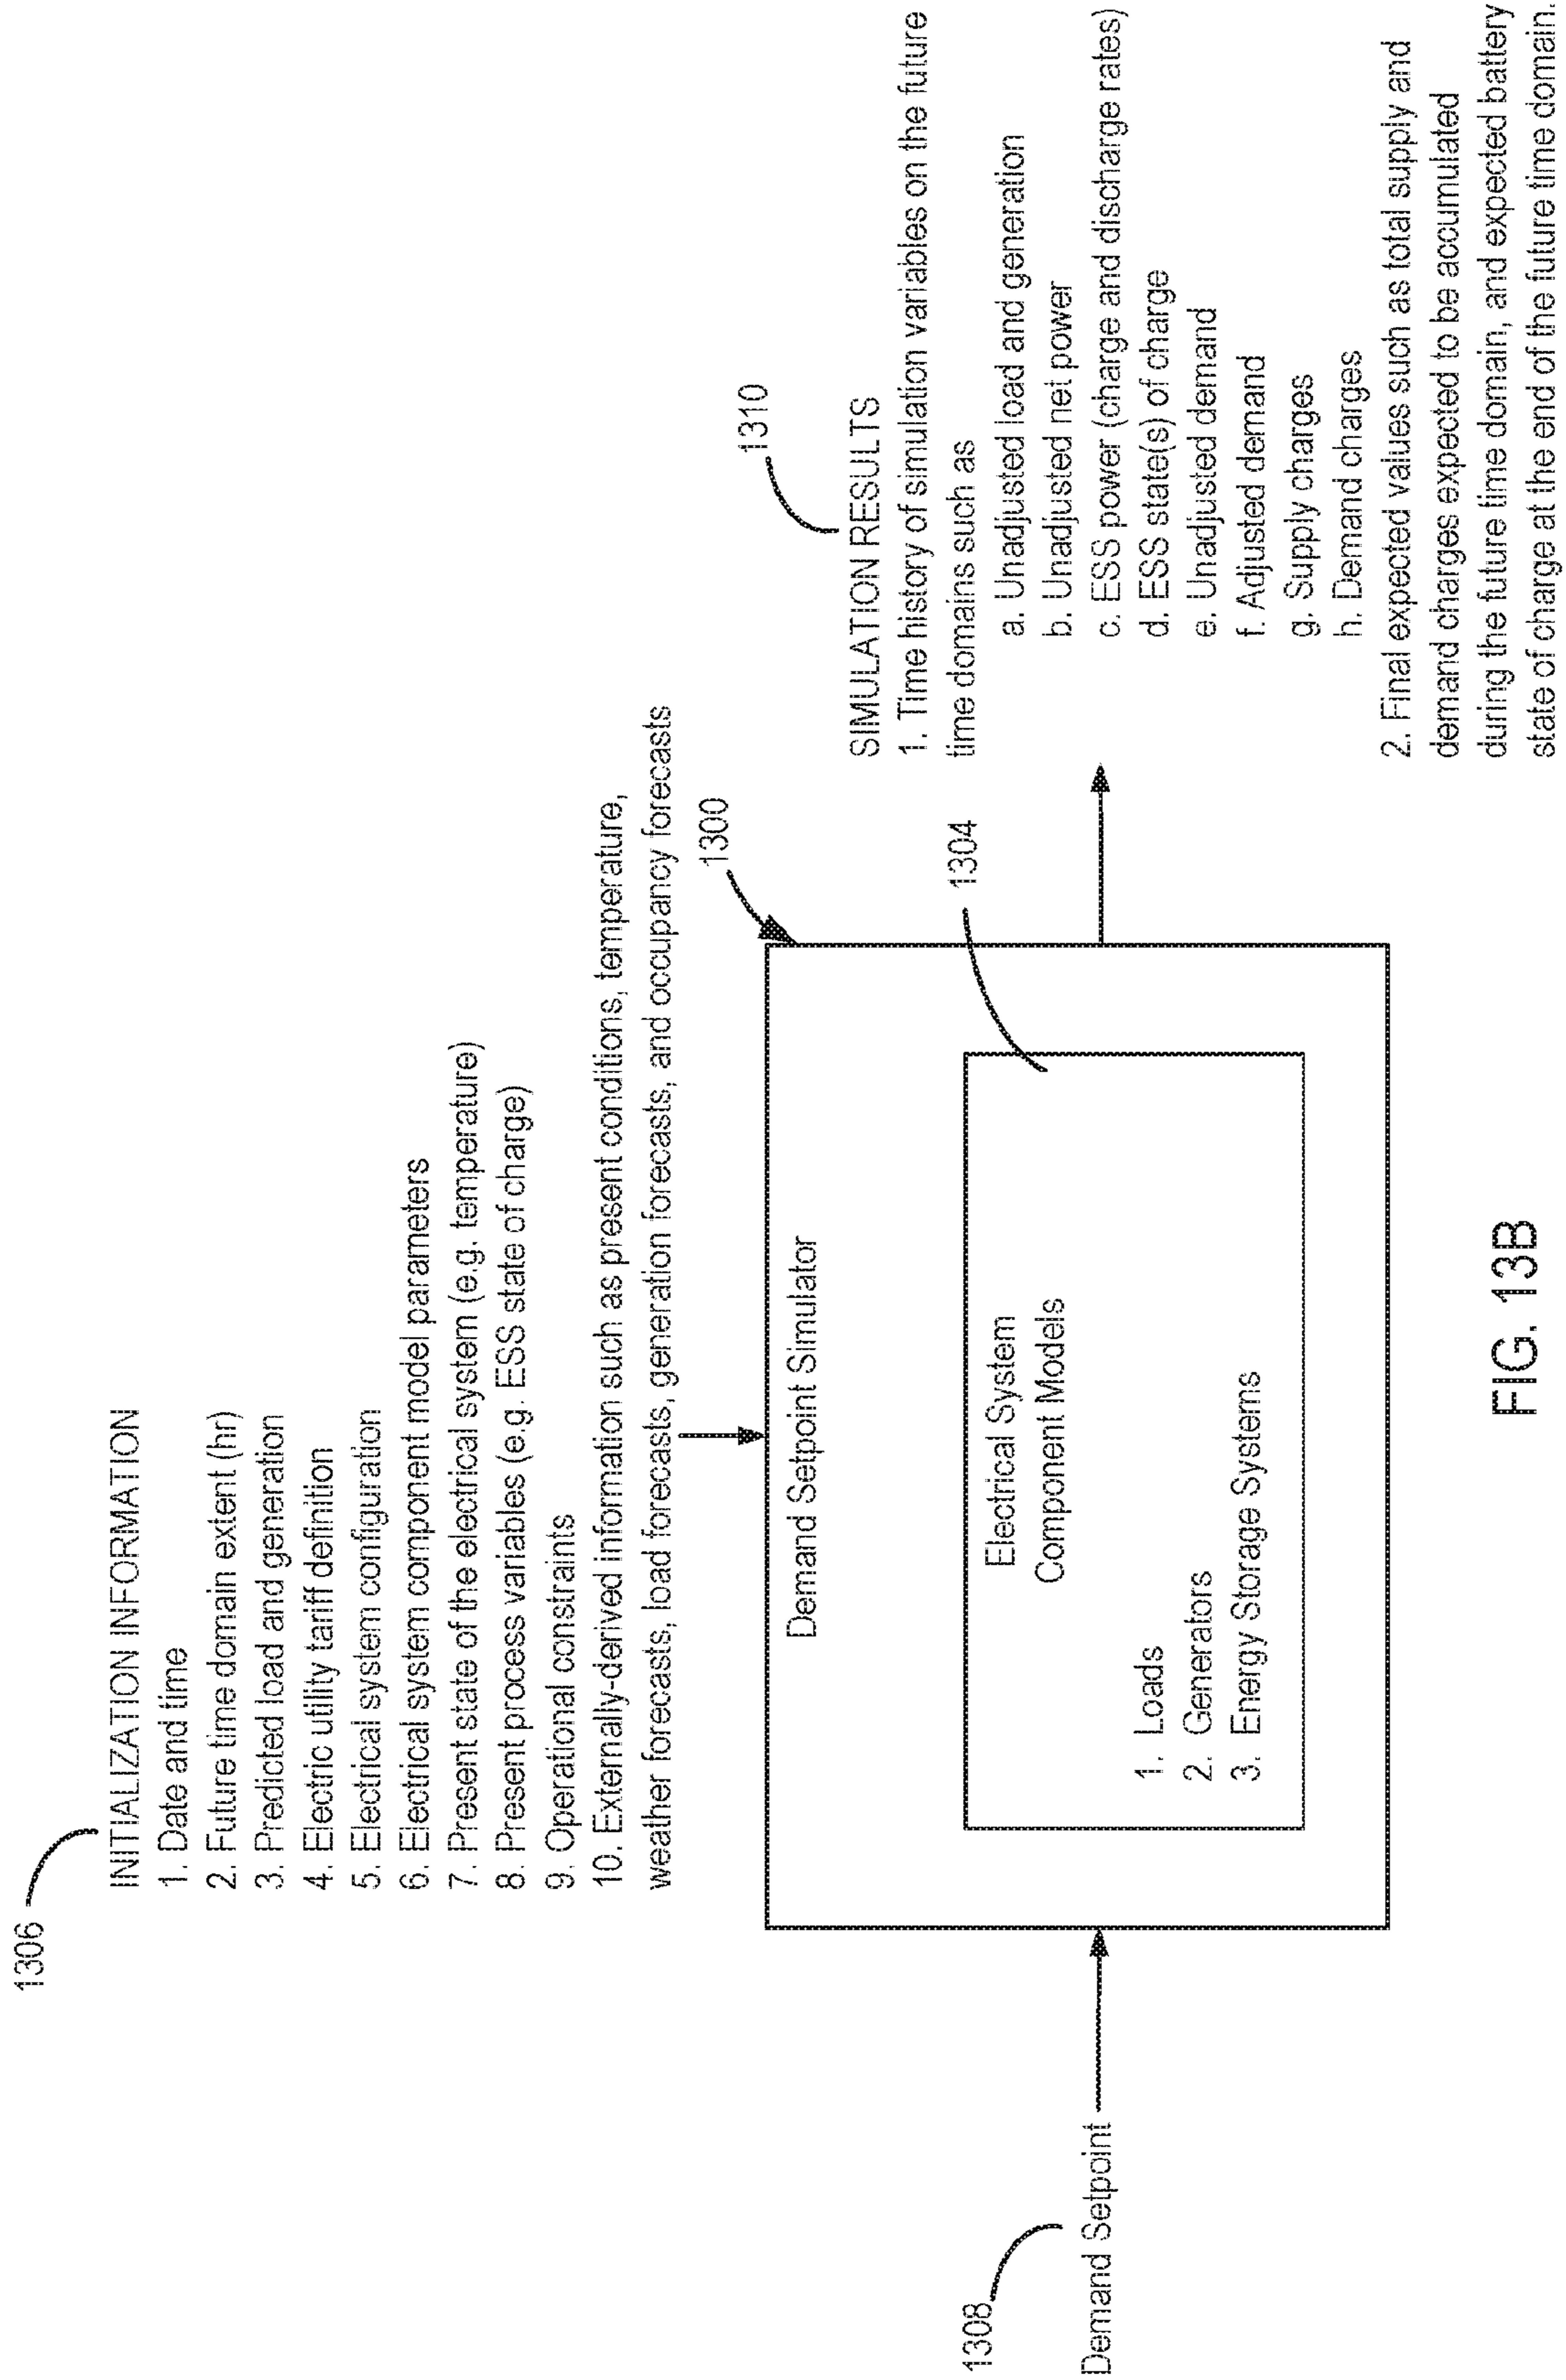 1306
INITIALIZATION INFORMATION
1. Date and time
2. Future time domain extent (hr)
3. Predicted load and generation
4. Electric utility tariff definition
5. Electrical system configuration
6. Electrical system component model parameters
7. Present state of the electrical system (e.g. temperature)
8. Present process variables (e.g. ESS state of charge)
9. Operational constraints
10. Externally-derived information such as present conditions, temperature,
weather forecasts, load forecasts, generation forecasts, and occupancy forecasts
1300
Demand Setpoint Simulator
1304
Electrical System
Component Models
1. Loads
2. Generators
3. Energy Storage Systems
1308
Demand Setpoint
1310
SIMULATION RESULTS
1. Time history of simulation variables on the future
time domains such as
a. Unadjusted load and generation
b. Unadjusted net power
c. ESS power (charge and discharge rates)
d. ESS state(s) of charge
e. Unadjusted demand
f. Adjusted demand
g. Supply charges
h. Demand charges
2. Final expected values such as total supply and
demand charges expected to be accumulated
during the future time domain, and expected battery
state of charge at the end of the future time domain.
FIG. 13B